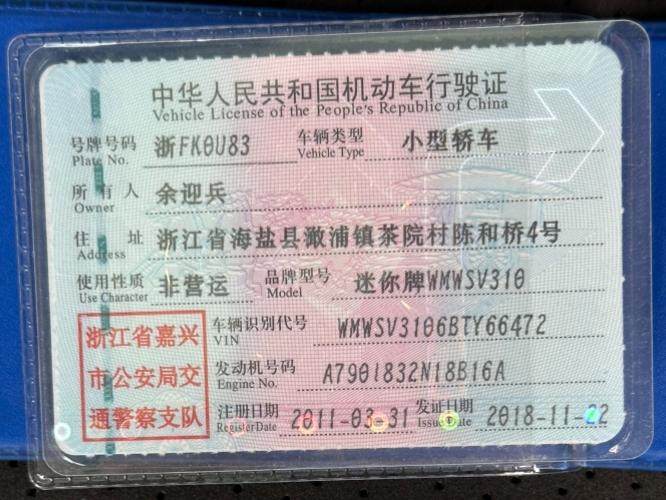 中华人民共和国机动车行驶证
Vehicle License of the People's Republic of China
号牌号码 浙FK0U83 车辆类型 小型轿车
Plate No. Vehicle Type
所有人 余迎兵
Owner
住址 浙江省海盐县澉浦镇茶院村陈和桥4号
Address
使用性质 非营运 品牌型号 迷你牌WMWSV310
Use Character Model
浙江省嘉兴
市公安局交
通警察支队
车辆识别代号 WMWSV3106BTY66472
VIN
发动机号码 A7901832N18B16A
Engine No.
注册日期 2011-03-31 发证日期 2018-11-22
Register Date Issue Date